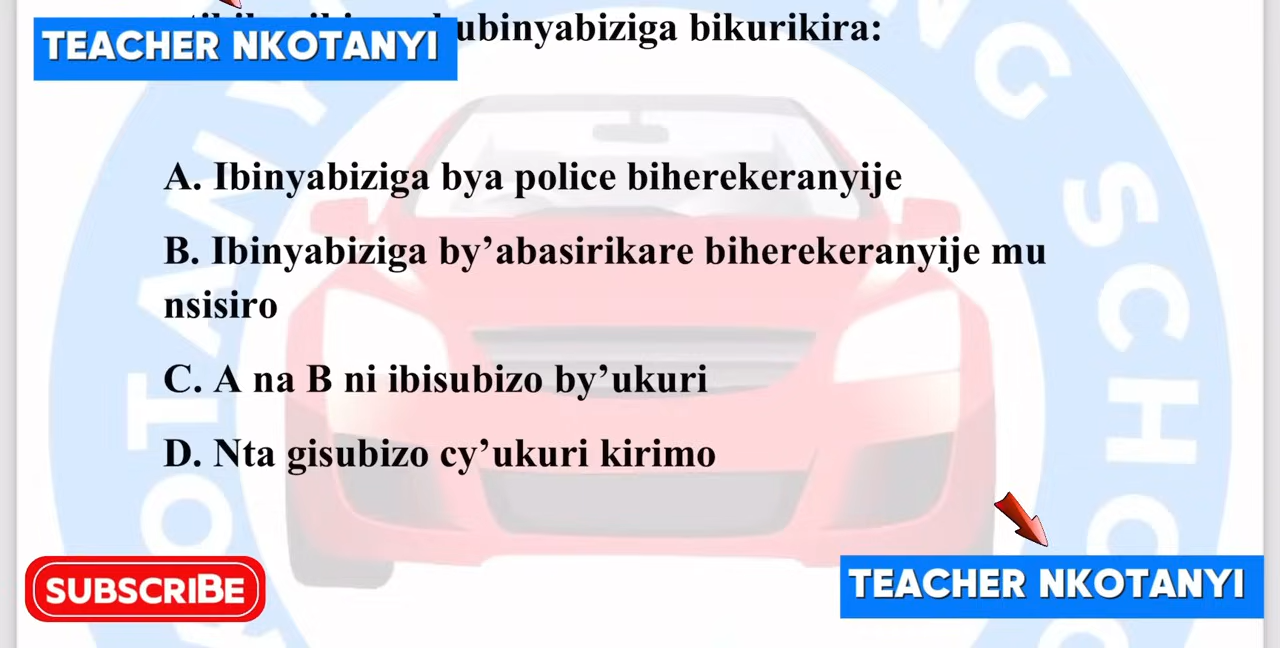 ubinyabiziga bikurikira:
TEACHER NKOTANYI
A. Ibinyabiziga bya police biherekeranyije
B. Ibinyabiziga by’abasirikare biherekeranyije mu
nsisiro
C. A na B ni ibisubizo by’ukuri
D. Nta gisubizo cy’ukuri kirimo
SUBSCRIBE
TEACHER NKOTANYI